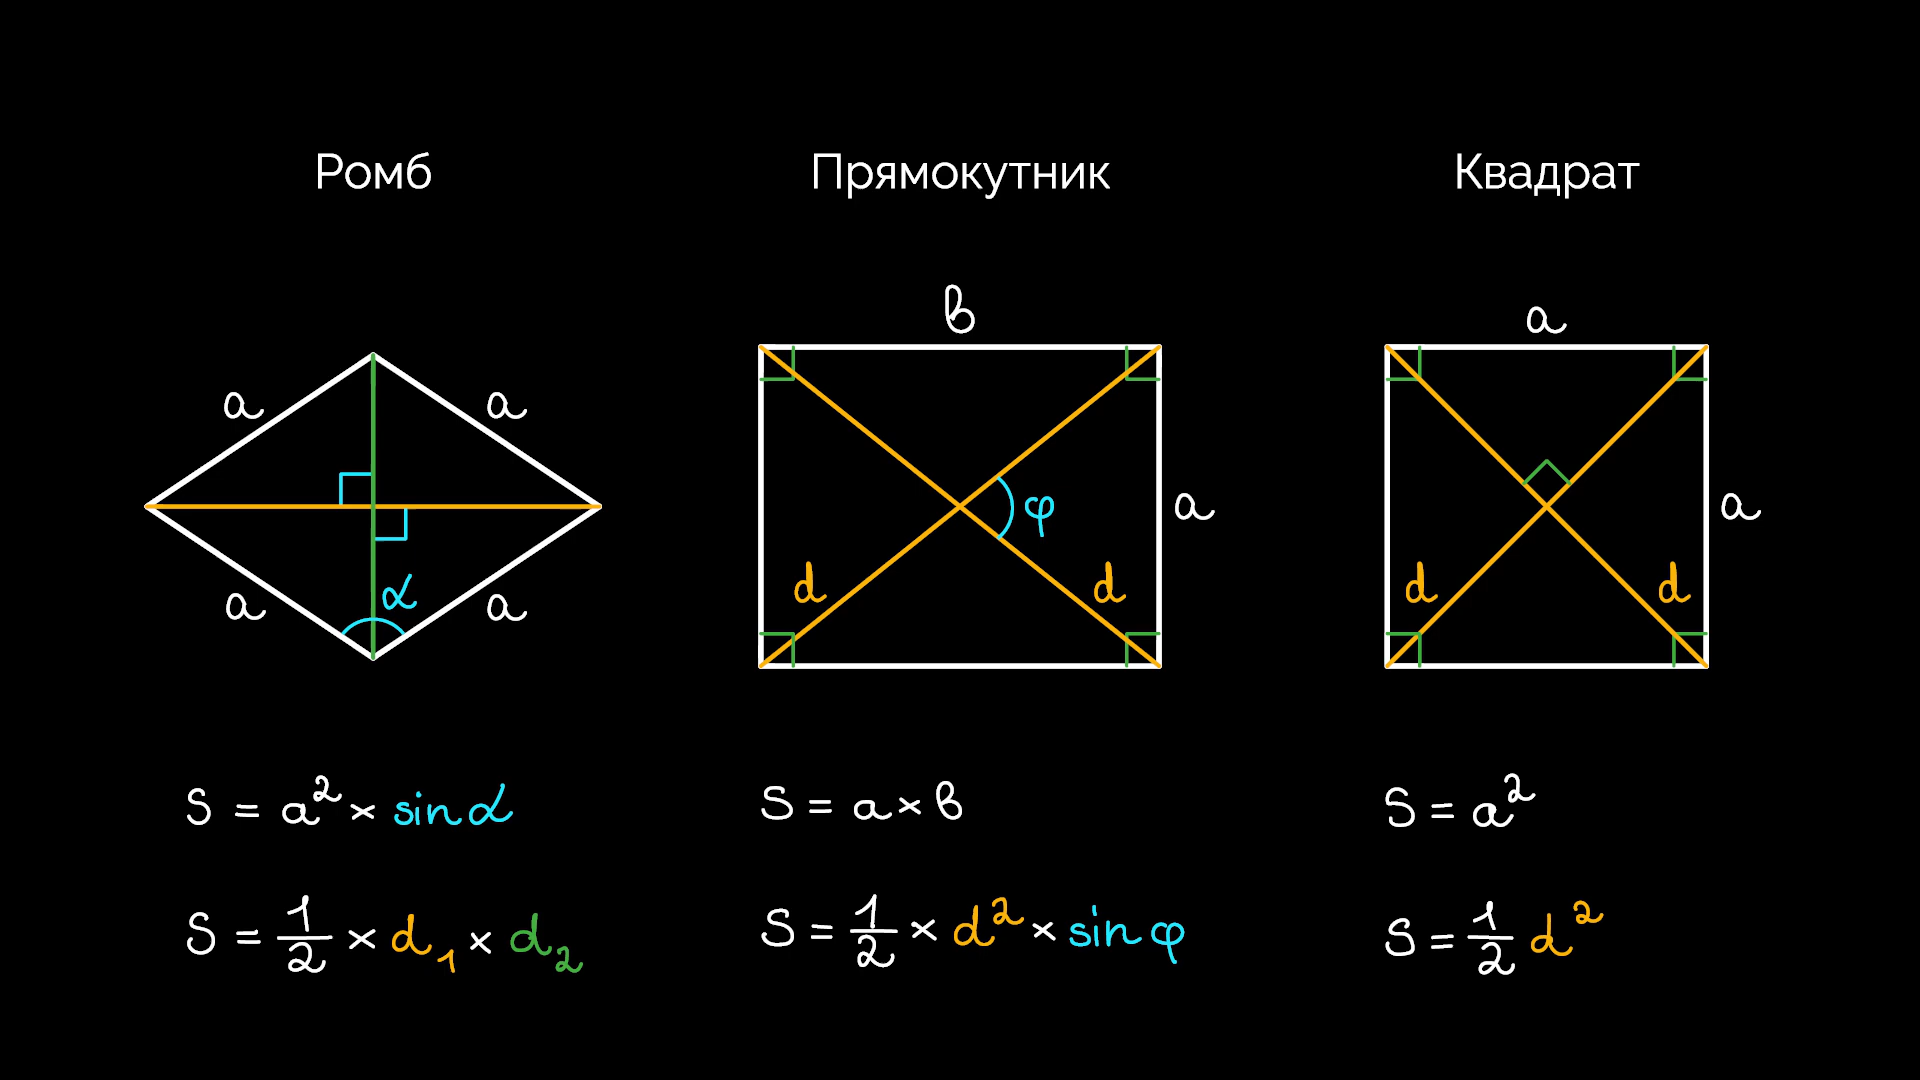 Ромб
a
a
a
a
α
S = a² × sin α
S = 1/2 × d₁ × d₂
Прямокутник
b
a
φ
d
d
S = a × b
S = 1/2 × d² × sin φ
Квадрат
a
a
d
d
S = a²
S = 1/2 d²